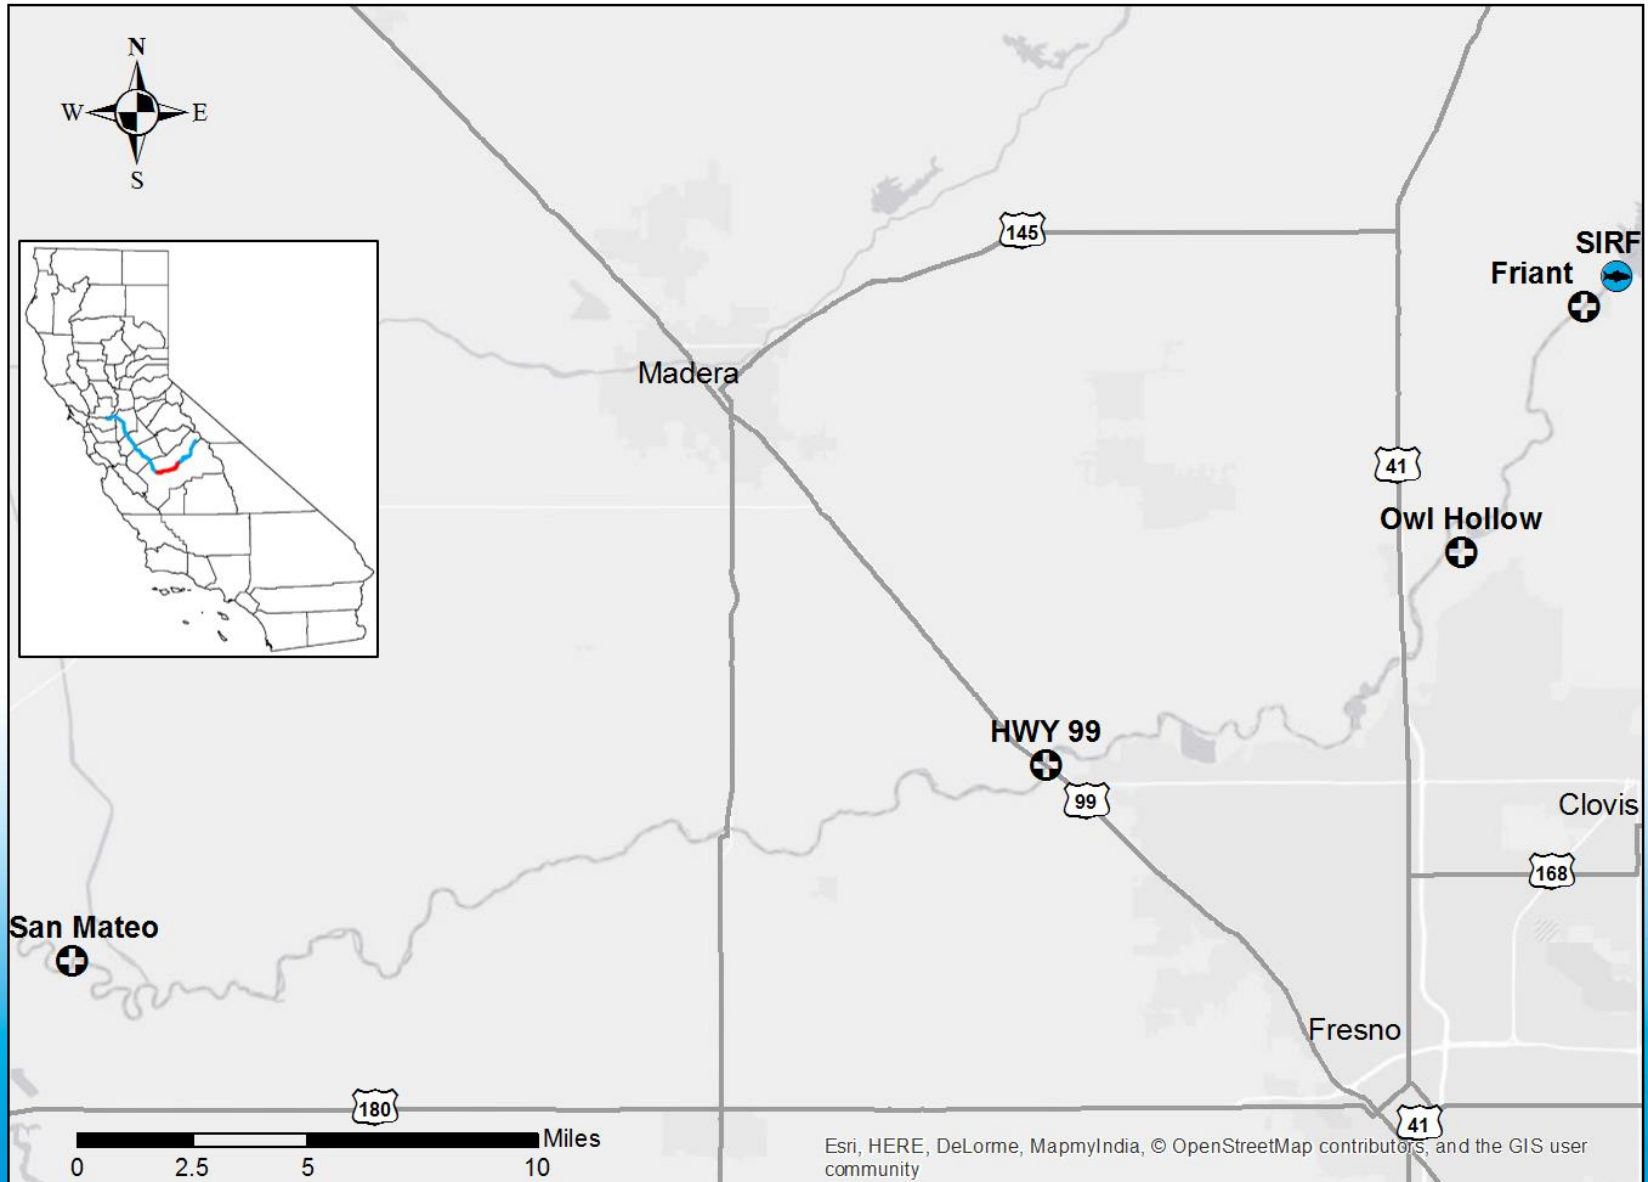 N
W E
S
145
SIRF
Friant
Madera
41
Owl Hollow
HWY 99
99
Clovis
168
San Mateo
Fresno
180
41
Miles
0 2.5 5 10
Esri, HERE, DeLorme, MapmyIndia, © OpenStreetMap contributors, and the GIS user
community